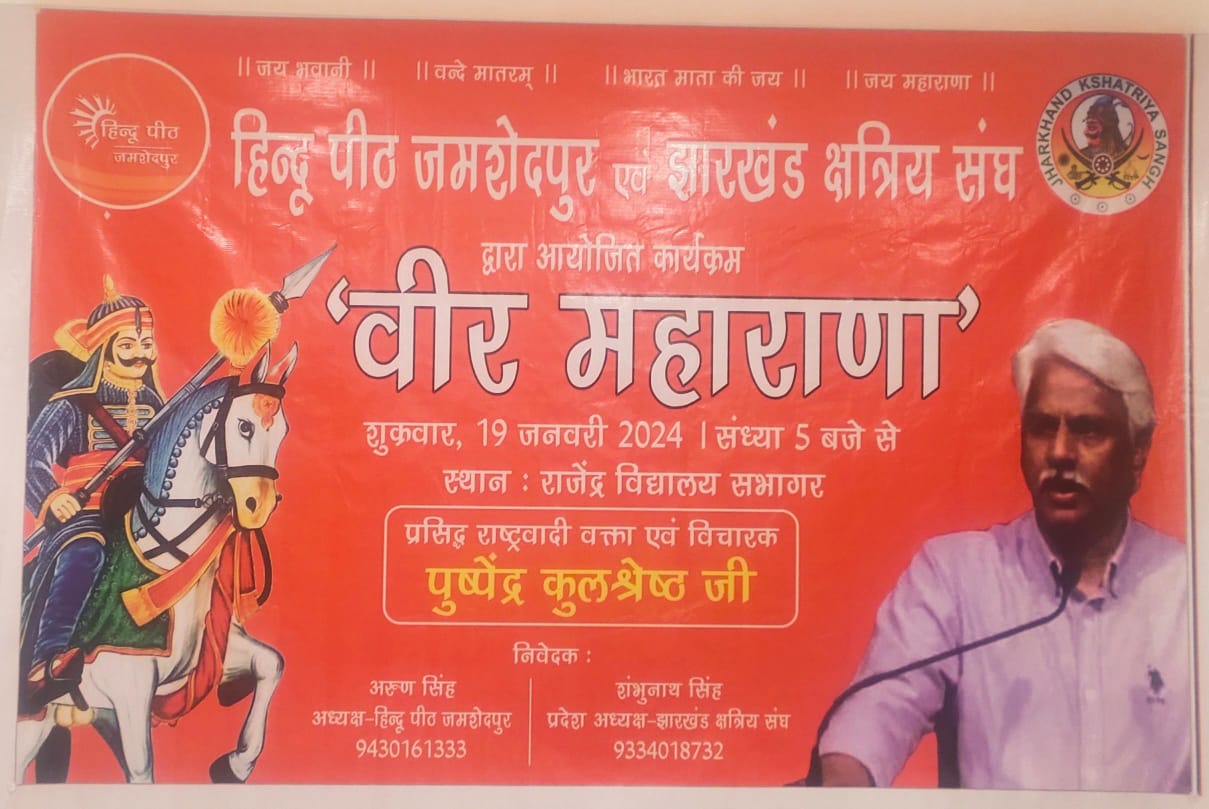 ।।जय भवानी ।। ।।वन्दे मातरम् ।। ।।भारत माता की जय ।। ।।जय महाराणा ।।
हिन्दू पीठ
जमशेदपुर
JHARKHAND KSHATRIYA SANGH
हिन्दू पीठ जमशेदपुर एवं झारखंड क्षत्रिय संघ
द्वारा आयोजित कार्यक्रम
‘वीर महाराणा’
शुक्रवार, 19 जनवरी 2024 । संध्या 5 बजे से
स्थान : राजेंद्र विद्यालय सभागर
प्रसिद्ध राष्ट्रवादी वक्ता एवं विचारक
पुष्पेंद्र कुलश्रेष्ठ जी
निवेदक :
अरूण सिंह
अध्यक्ष-हिन्दू पीठ जमशेदपुर
9430161333
शंभुनाथ सिंह
प्रदेश अध्यक्ष-झारखंड क्षत्रिय संघ
9334018732